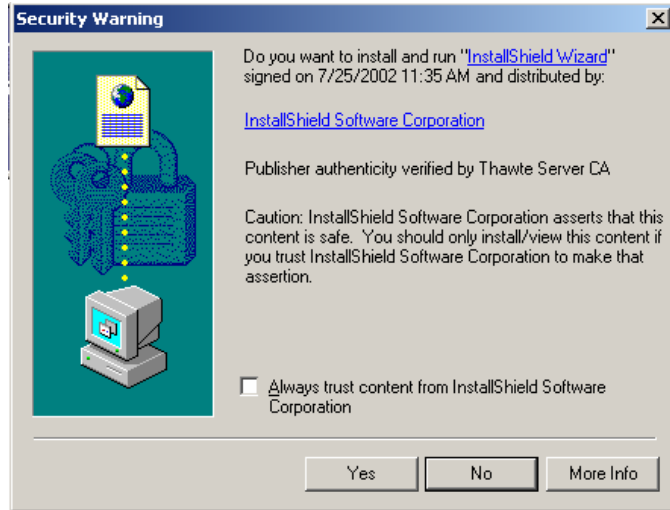 Security Warning
Do you want to install and run "InstallShield Wizard"
signed on 7/25/2002 11:35 AM and distributed by:
InstallShield Software Corporation
Publisher authenticity verified by Thawte Server CA
Caution: InstallShield Software Corporation asserts that this
content is safe.  You should only install/view this content if
you trust InstallShield Software Corporation to make that
assertion.
Always trust content from InstallShield Software
Corporation
Yes
No
More Info